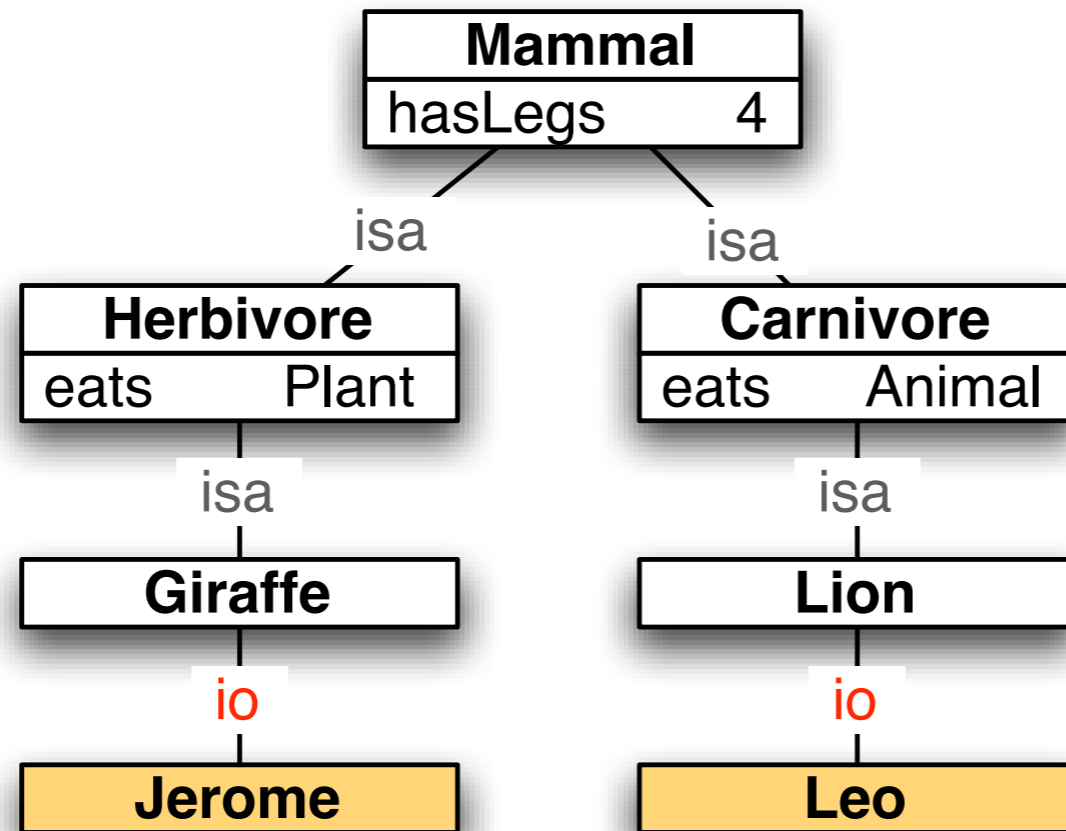 Mammal
hasLegs 4
isa isa
Herbivore Carnivore
eats Plant eats Animal
isa isa
Giraffe Lion
io io
Jerome Leo